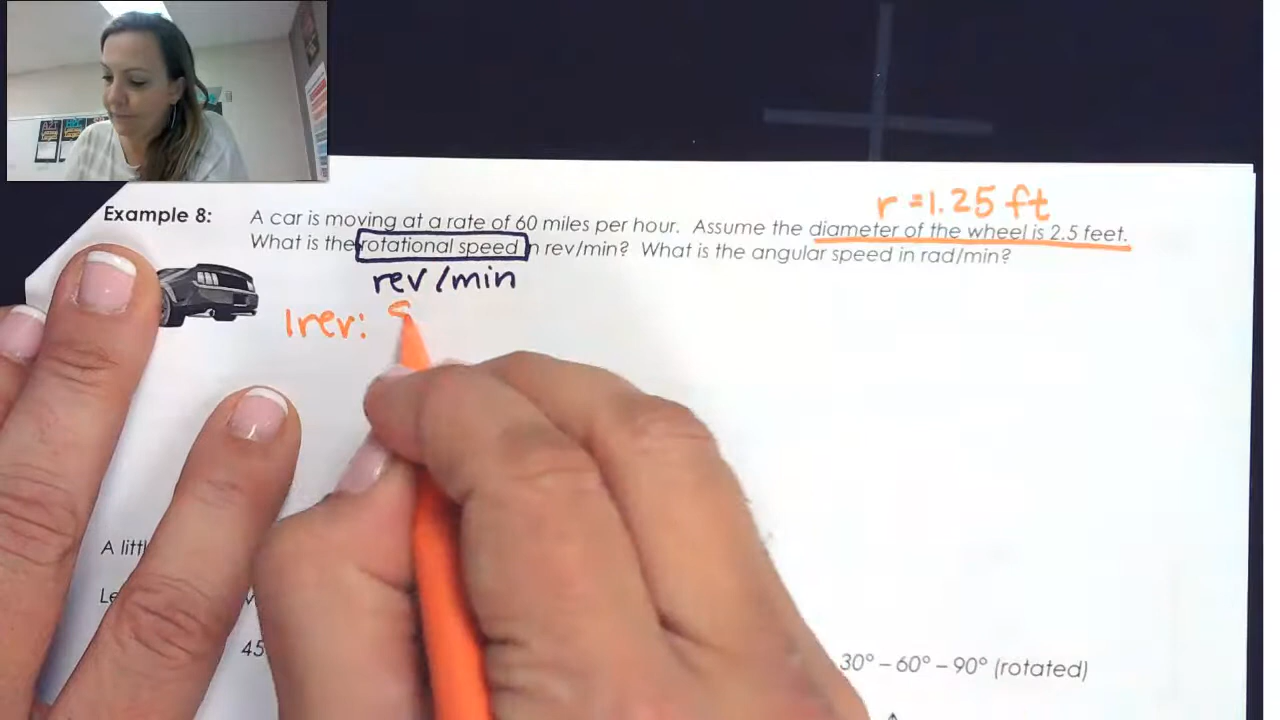 r = 1.25 ft
Example 8: A car is moving at a rate of 60 miles per hour. Assume the diameter of the wheel is 2.5 feet.
What is the rotational speed in rev/min? What is the angular speed in rad/min?
rev/min
1rev: S
A
45
30° – 60° – 90° (rotated)